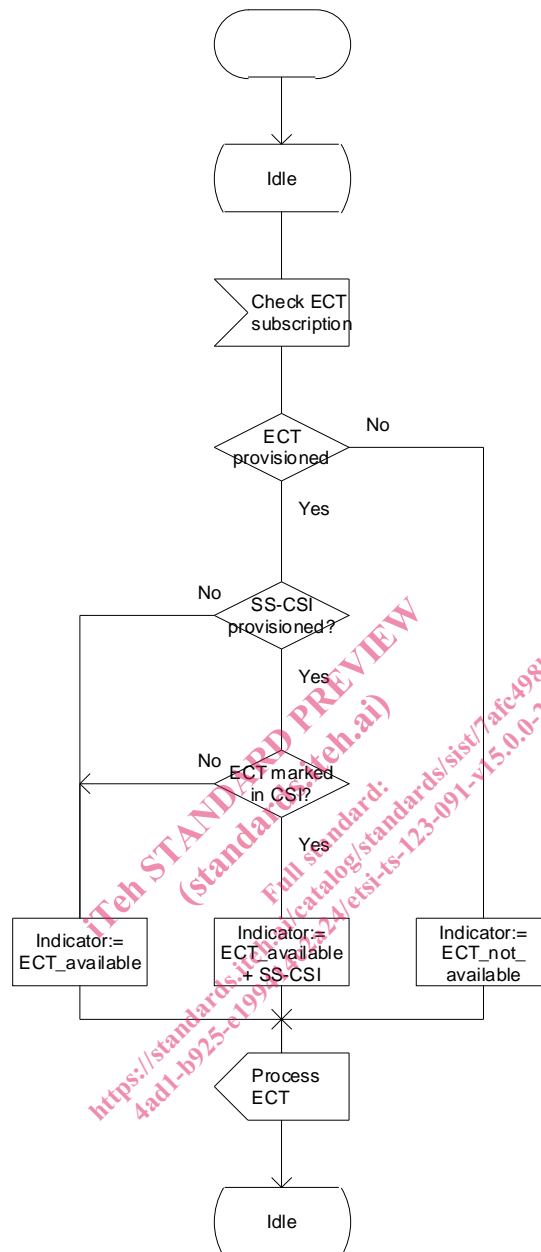 Idle
Check ECT
subscription
ECT
provisioned
No
Yes
No
SS-CSI
provisioned?
Yes
No
ECT marked
in CSI?
Yes
Indicator:=
ECT_available
Indicator:=
ECT_available
+ SS-CSI
Indicator:=
ECT_not_
available
Process
ECT
Idle
iTeh STANDARD PREVIEW
(standards.iteh.ai)
Full standard: